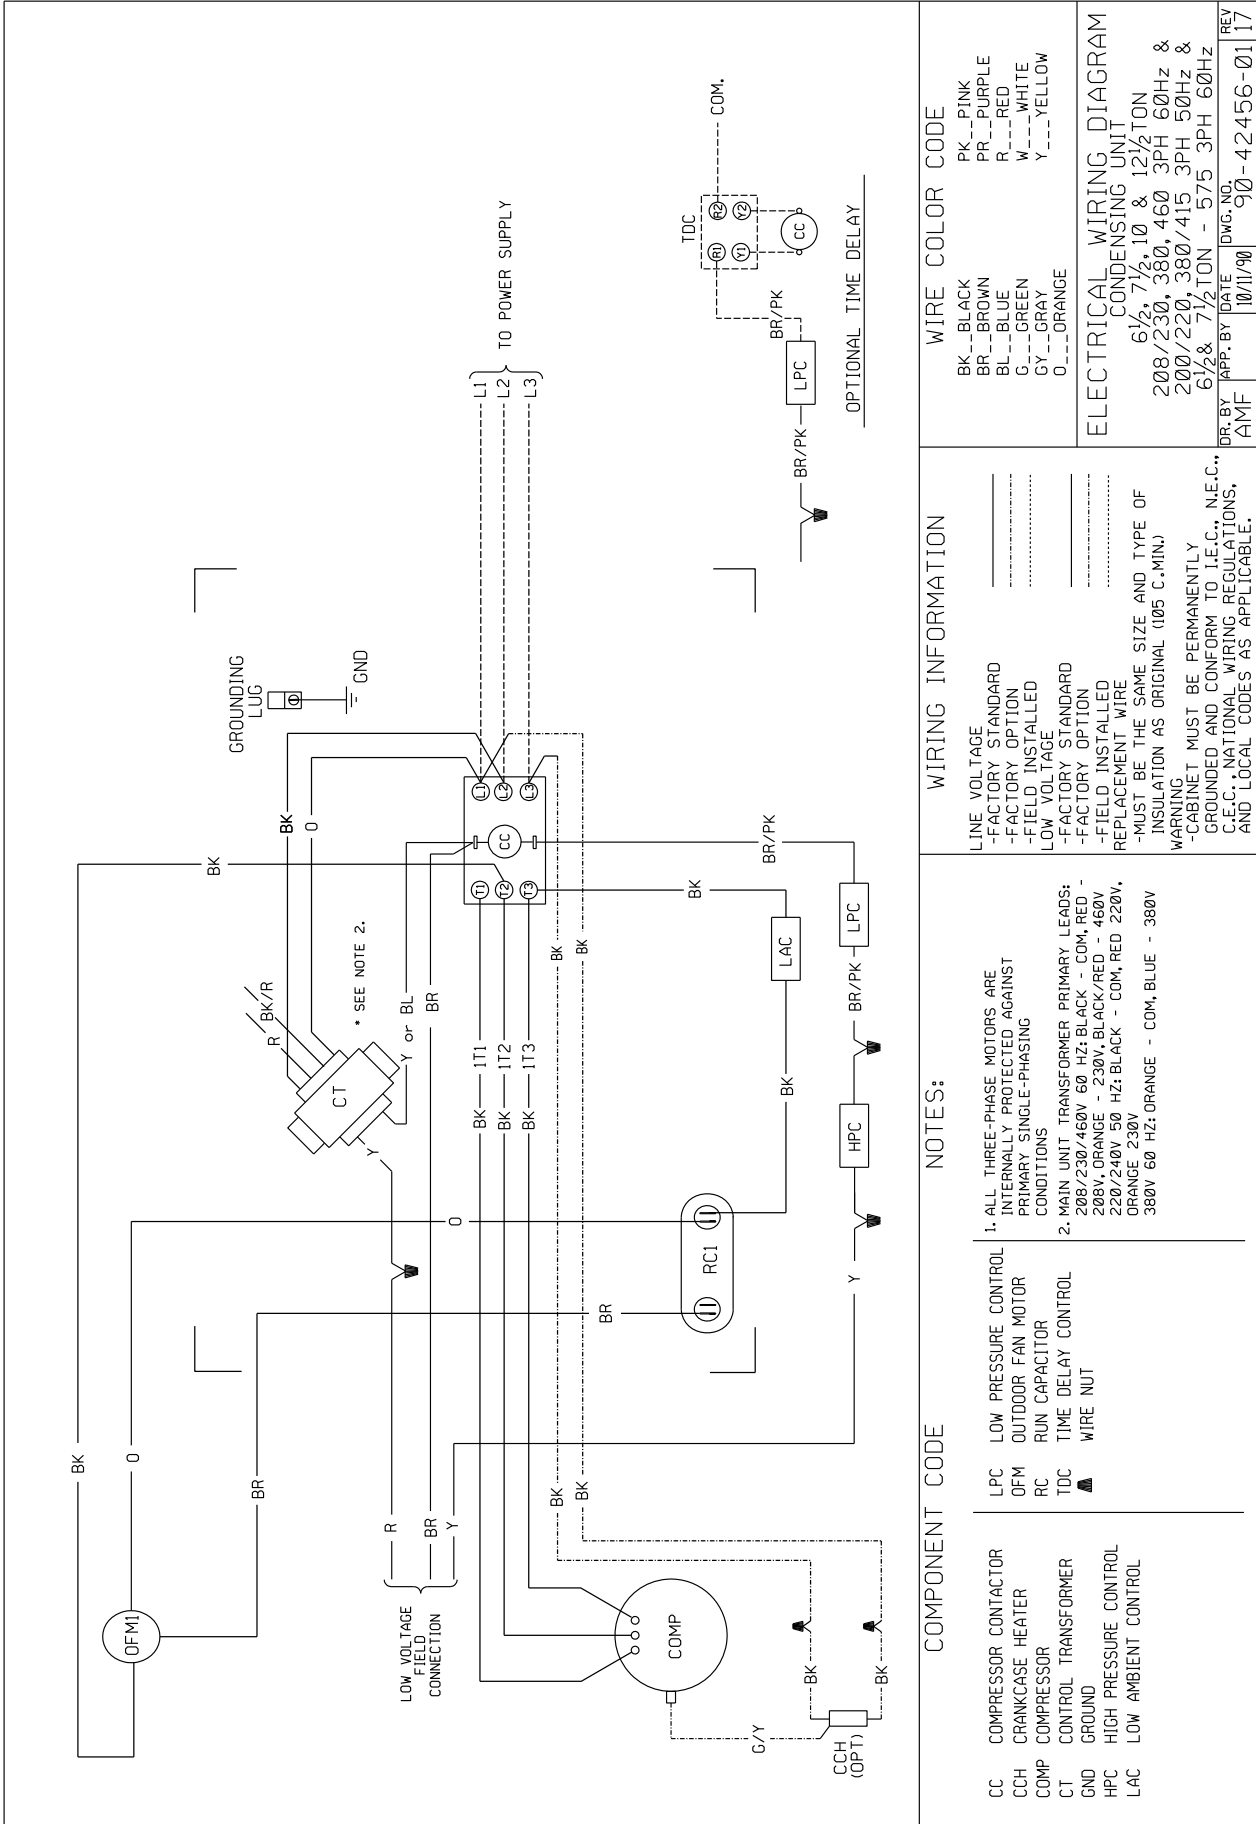 BK
O
BR
OFM1
BK
O
BR
GROUNDING
LUG
GND
BK
O
R
BK/R
CT
* SEE NOTE 2.
Y
Y or BL
BR
LOW VOLTAGE
FIELD
CONNECTION
R
BR
Y
BK
BK
BK
1T1
1T2
1T3
T1
T2
T3
CC
L1
L2
L3
L1
L2
L3
TO POWER SUPPLY
BK
BK
BK
BK
COMP
G/Y
CCH
(OPT)
BK
BK
RC1
BK
LAC
BK
Y
HPC
BR/PK
LPC
BR/PK
TDC
R1
R2
Y1
Y2
CC
COM.
BR/PK
LPC
BR/PK
OPTIONAL TIME DELAY
COMPONENT CODE
CC COMPRESSOR CONTACTOR
CCH CRANKCASE HEATER
COMP COMPRESSOR
CT CONTROL TRANSFORMER
GND GROUND
HPC HIGH PRESSURE CONTROL
LAC LOW AMBIENT CONTROL
LPC LOW PRESSURE CONTROL
OFM OUTDOOR FAN MOTOR
RC RUN CAPACITOR
TDC TIME DELAY CONTROL
WIRE NUT
NOTES:
1. ALL THREE-PHASE MOTORS ARE
INTERNALLY PROTECTED AGAINST
PRIMARY SINGLE-PHASING
CONDITIONS
2. MAIN UNIT TRANSFORMER PRIMARY LEADS:
208/230/460V 60 HZ: BLACK - COM, RED -
208V, ORANGE - 230V, BLACK/RED - 460V
220/240V 50 HZ: BLACK - COM, RED 220V,
ORANGE 230V
380V 60 HZ: ORANGE - COM, BLUE - 380V
WIRING INFORMATION
LINE VOLTAGE
-FACTORY STANDARD
-FACTORY OPTION
-FIELD INSTALLED
LOW VOLTAGE
-FACTORY STANDARD
-FACTORY OPTION
-FIELD INSTALLED
REPLACEMENT WIRE
-MUST BE THE SAME SIZE AND TYPE OF
INSULATION AS ORIGINAL (105 C.MIN.)
WARNING
-CABINET MUST BE PERMANENTLY
GROUNDED AND CONFORM TO I.E.C., N.E.C.,
C.E.C., NATIONAL WIRING REGULATIONS,
AND LOCAL CODES AS APPLICABLE.
WIRE COLOR CODE
BK__BLACK
BR__BROWN
BL__BLUE
G___GREEN
GY__GRAY
O___ORANGE
PK__PINK
PR__PURPLE
R___RED
W___WHITE
Y___YELLOW
ELECTRICAL WIRING DIAGRAM
CONDENSING UNIT
6 1/2, 7 1/2, 10 & 12 1/2 TON
208/230, 380, 460 3PH 60Hz &
200/220, 380/415 3PH 50Hz &
6 1/2 & 7 1/2 TON - 575 3PH 60Hz
DR. BY
AMF
APP. BY
DATE
10/11/90
DWG. NO.
90-42456-01
REV
17